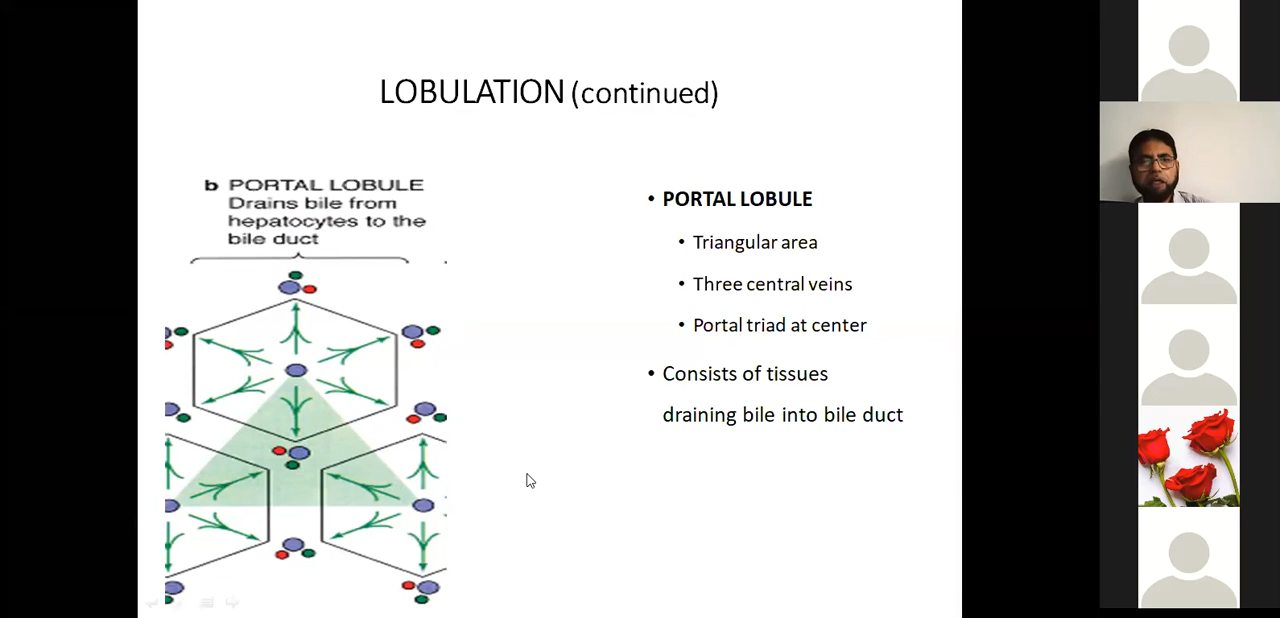 LOBULATION (continued)
b PORTAL LOBULE
Drains bile from
hepatocytes to the
bile duct
• PORTAL LOBULE
• Triangular area
• Three central veins
• Portal triad at center
• Consists of tissues
draining bile into bile duct